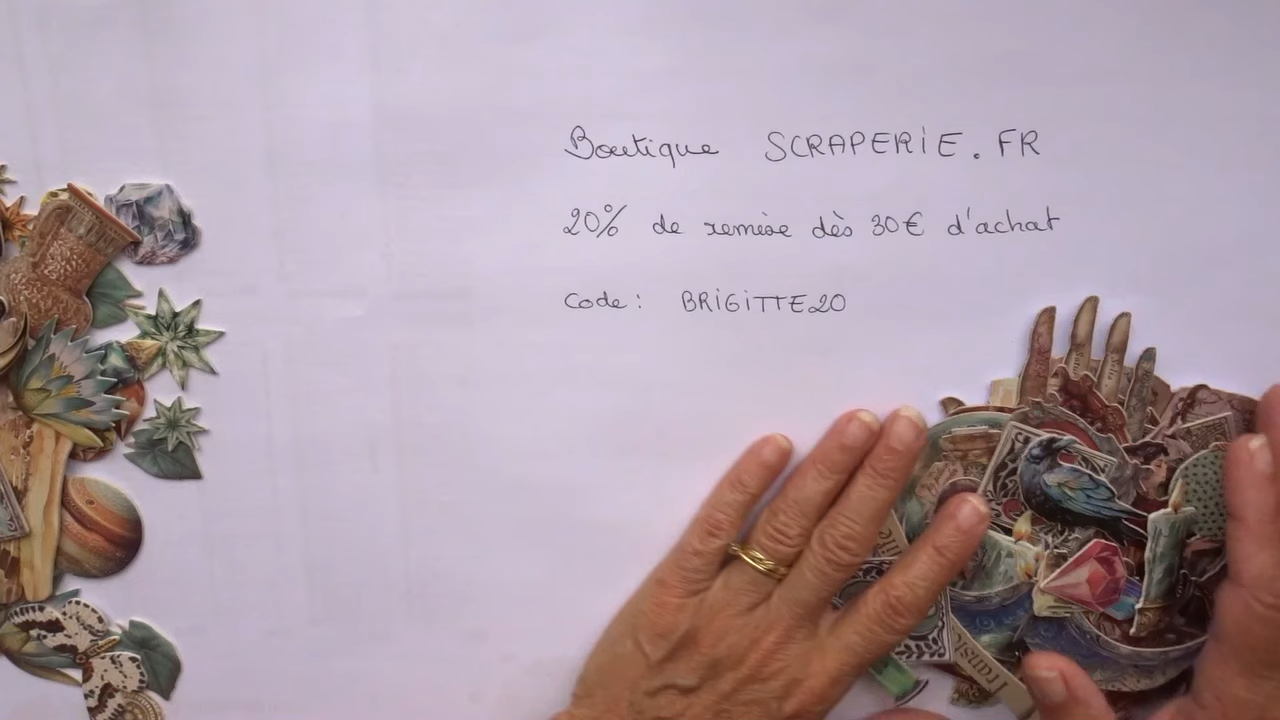 Boutique SCRAPERIE.FR
20% de remise dès 30€ d'achat
Code : BRIGITTE20